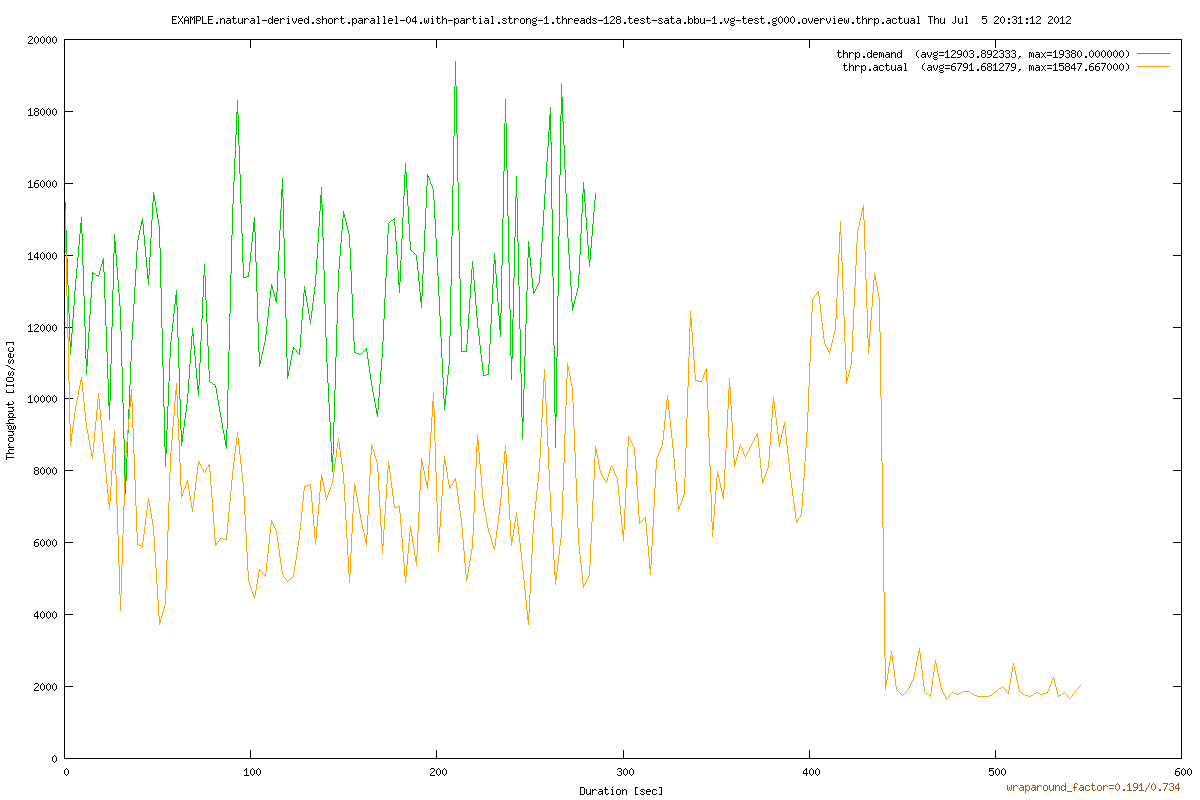 EXAMPLE.natural-derived.short.parallel-04.with-partial.strong-1.threads-128.test-sata.bbu-1.vg-test.g000.overview.thrp.actual Thu Jul  5 20:31:12 2012
thrp.demand  (avg=12903.892333, max=19380.000000)
thrp.actual  (avg=6791.681279, max=15847.667000)
20000
18000
16000
14000
12000
10000
8000
6000
4000
2000
0
Throughput [IOs/sec]
0 100 200 300 400 500 600
Duration [sec]
wraparound_factor=0.191/0.734